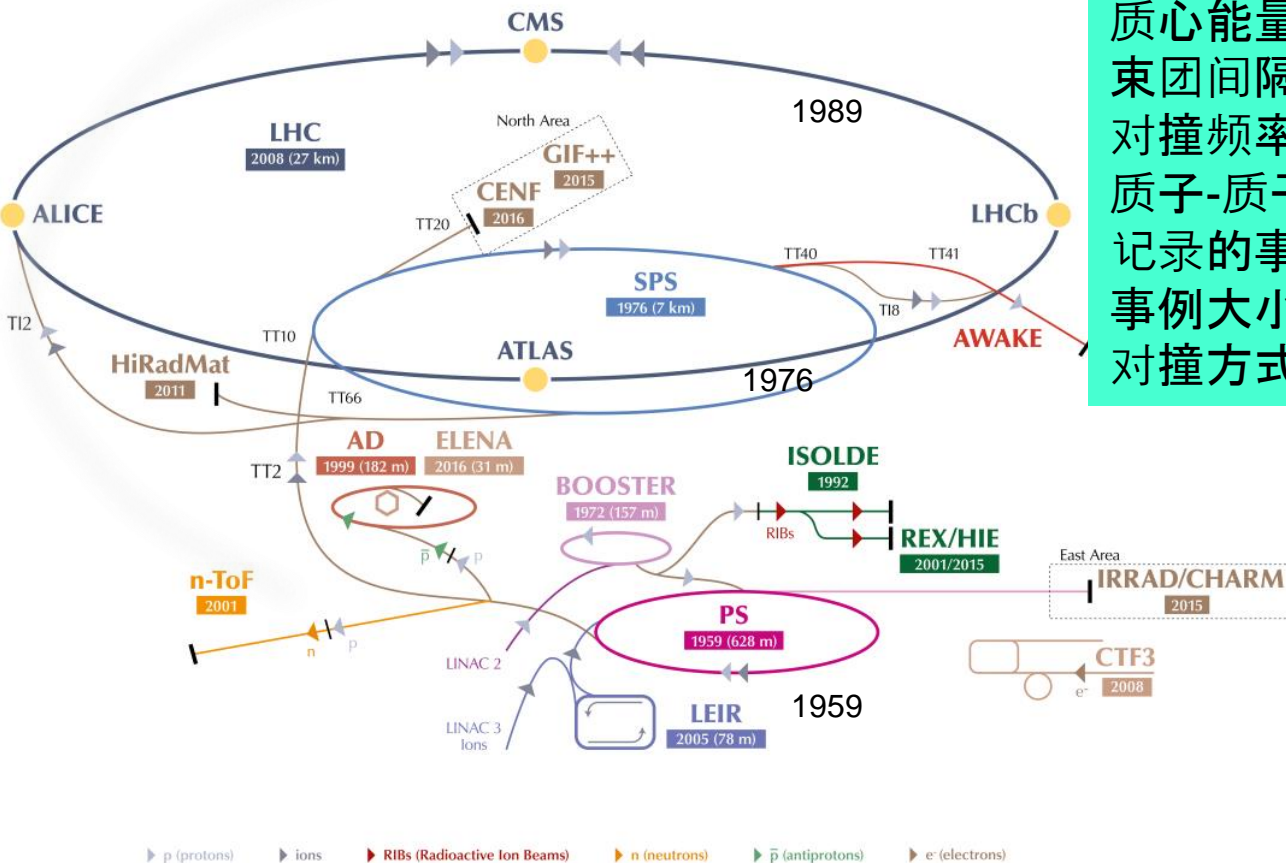 CMS
1989
LHC
2008 (27 km)
North Area
GIF++
2015
CENF
2016
TT20
ALICE
LHCb
TT40
TT41
SPS
1976 (7 km)
TI8
AWAKE
TI2
TT10
ATLAS
1976
HiRadMat
2011
TT66
AD
1999 (182 m)
ELENA
2016 (31 m)
TT2
ISOLDE
1992
BOOSTER
1972 (157 m)
RIBs
REX/HIE
2001/2015
p̅
p
East Area
IRRAD/CHARM
2015
n-ToF
2001
n
p
PS
1959 (628 m)
LINAC 2
CTF3
e-
2008
1959
LINAC 3
Ions
LEIR
2005 (78 m)
p (protons)
ions
RIBs (Radioactive Ion Beams)
n (neutrons)
p̅ (antiprotons)
e- (electrons)
质心能量
束团间隔
对撞频率
质子-质子
记录的事
事例大小
对撞方式